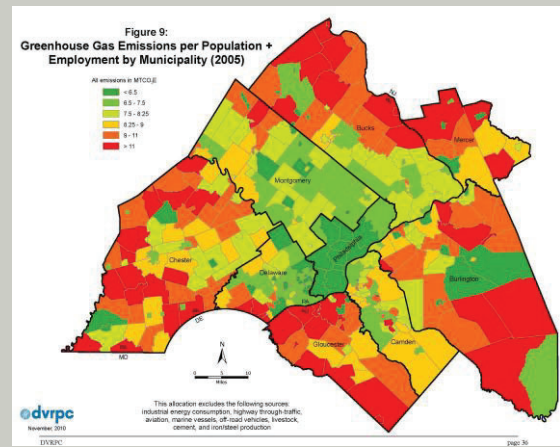 Figure 9:
Greenhouse Gas Emissions per Population +
Employment by Municipality (2005)
All emissions in MTCO₂E
< 6.5
6.5 - 7.5
7.5 - 8.25
8.25 - 9
9 - 11
> 11
Bucks
NJ
Mercer
Montgomery
Philadelphia
Chester
Delaware
Burlington
PA
NJ
DE
MD
Gloucester
Camden
N
0 5 10
Miles
This allocation excludes the following sources:
industrial energy consumption, highway through-traffic,
aviation, marine vessels, off-road vehicles, livestock,
cement, and iron/steel production
dvrpc
November, 2010
DVRPC
page 36